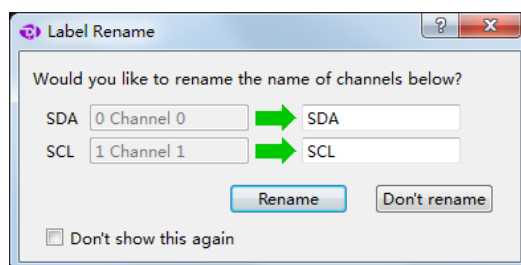 Label Rename
Would you like to rename the name of channels below?
SDA 0 Channel 0 SDA
SCL 1 Channel 1 SCL
Rename Don't rename
Don't show this again